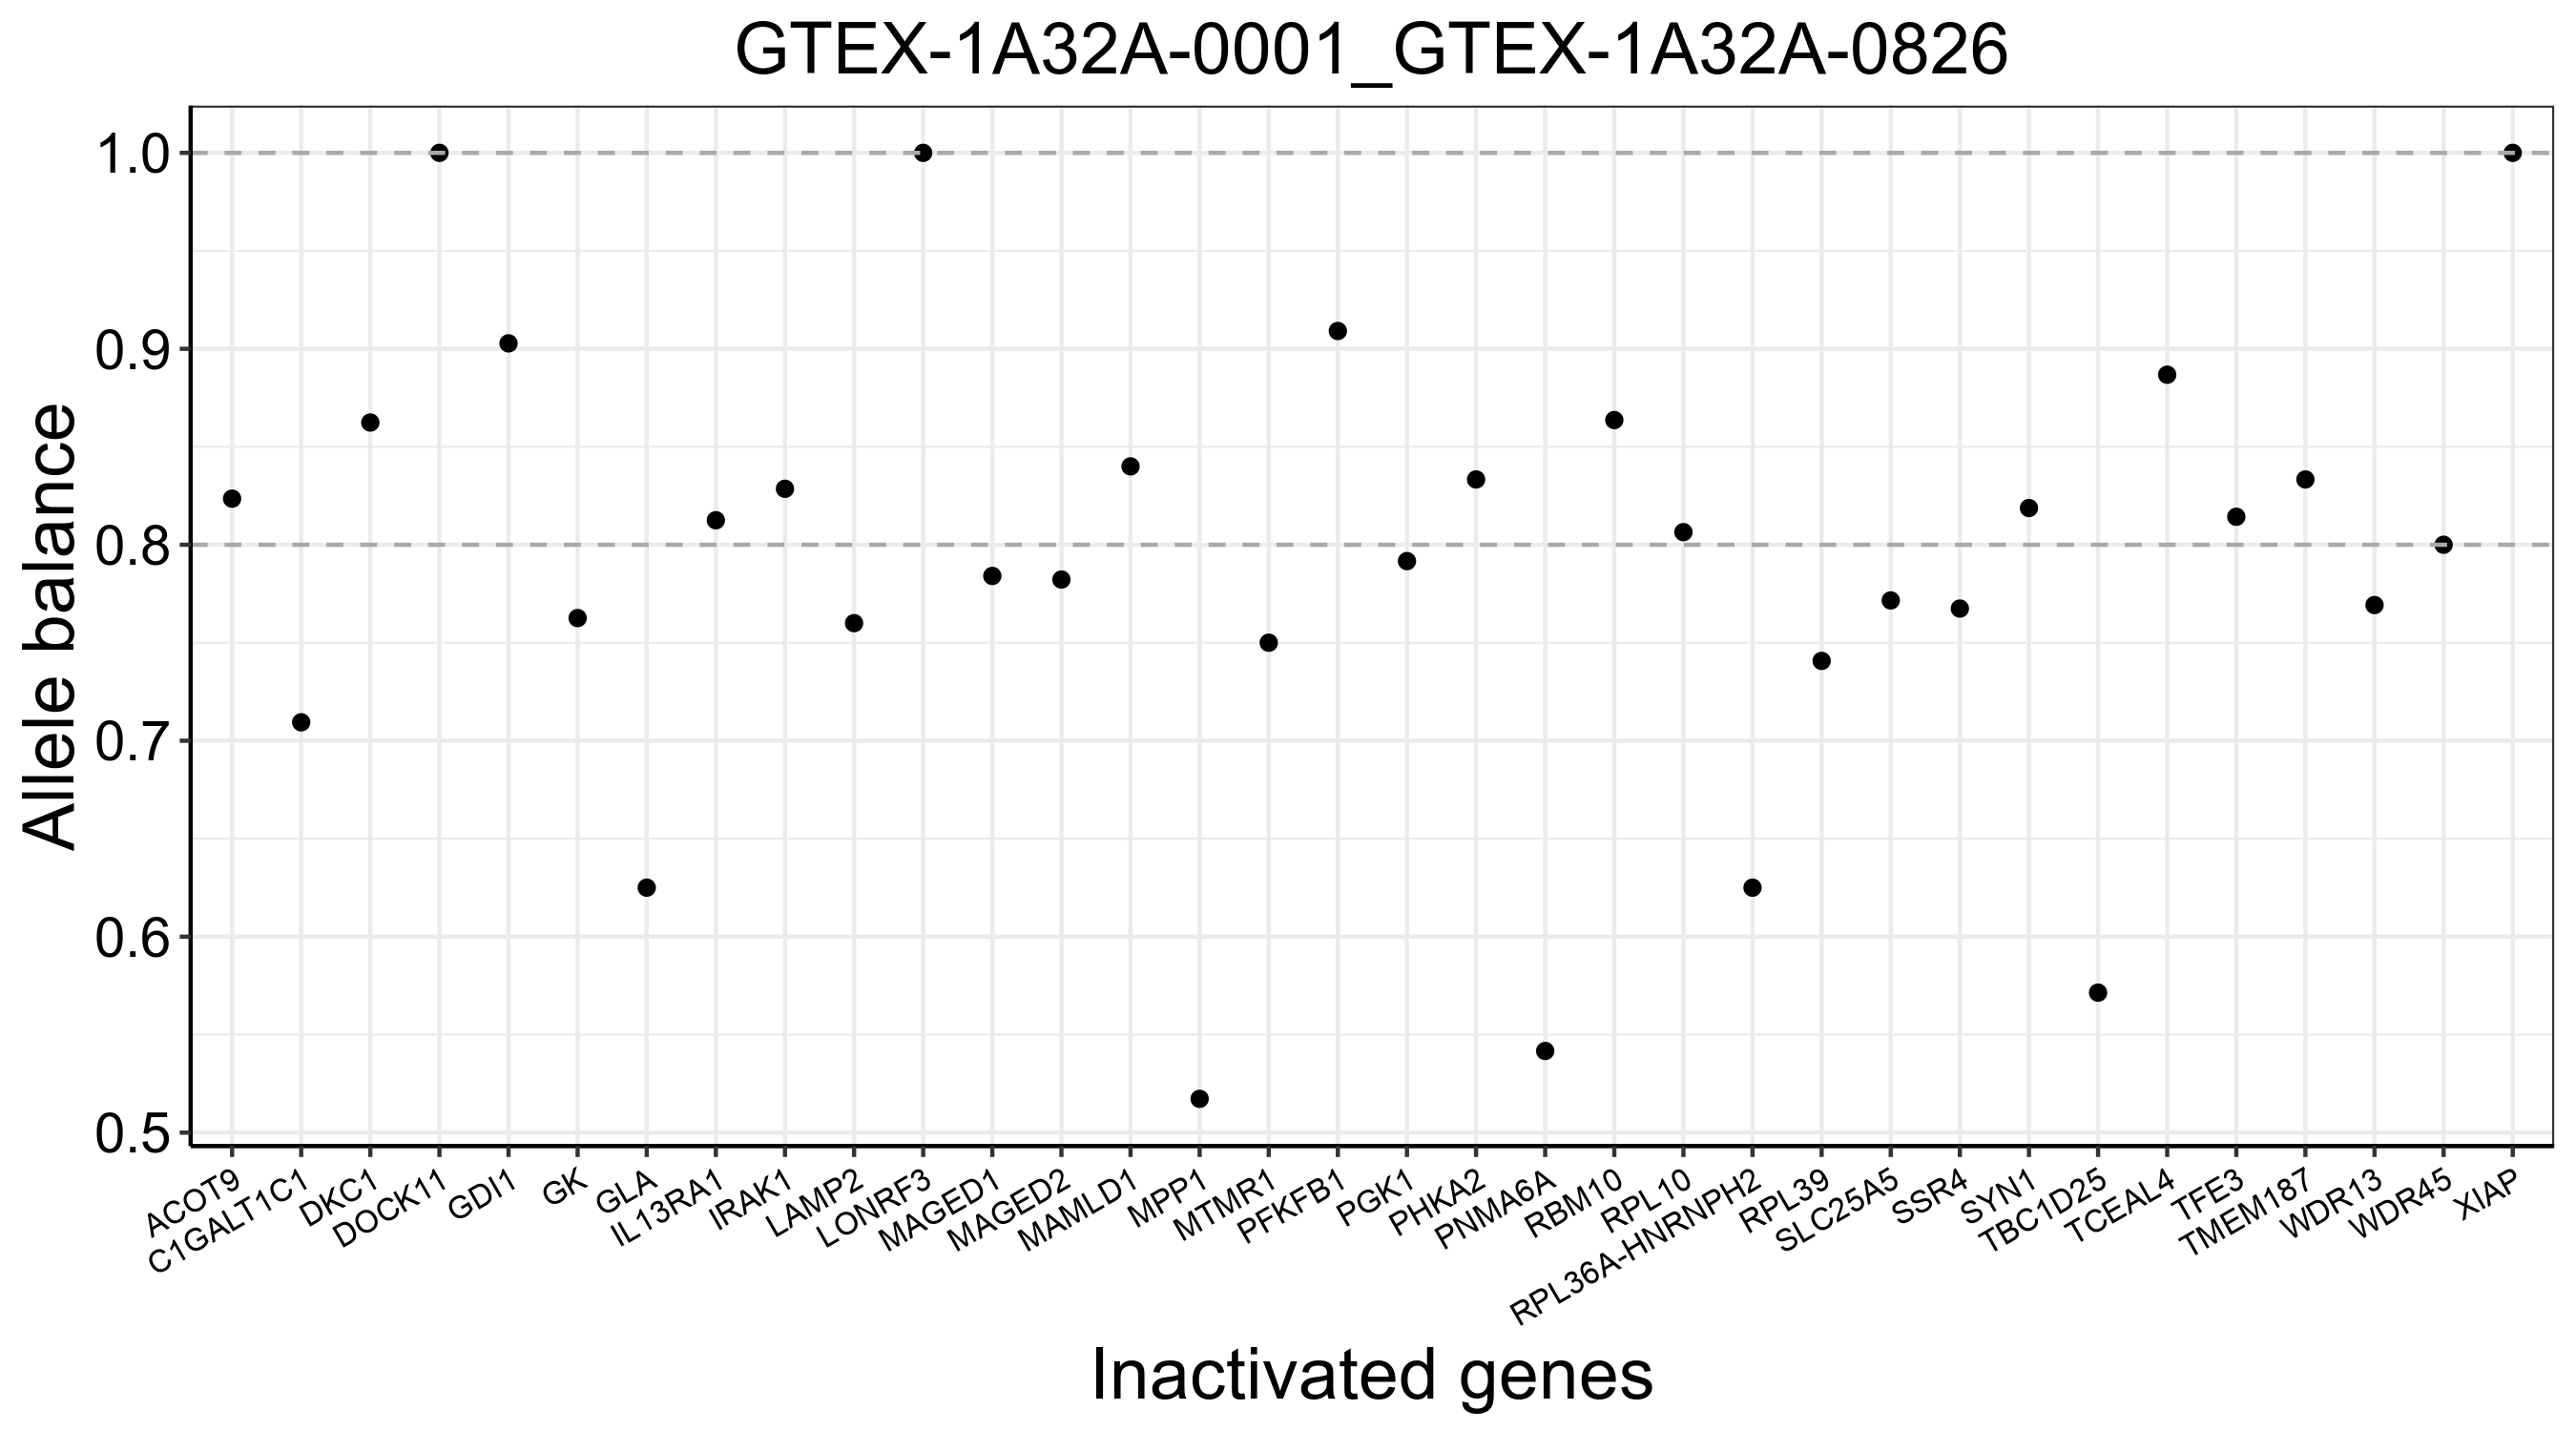 GTEX-1A32A-0001_GTEX-1A32A-0826
Allele balance
1.0
0.9
0.8
0.7
0.6
0.5
ACOT9
C1GALT1C1
DKC1
DOCK11
GDI1
GK
GLA
IL13RA1
IRAK1
LAMP2
LONRF3
MAGED1
MAGED2
MAMLD1
MPP1
MTMR1
PFKFB1
PGK1
PHKA2
PNMA6A
RBM10
RPL10
RPL36A-HNRNPH2
RPL39
SLC25A5
SSR4
SYN1
TBC1D25
TCEAL4
TFE3
TMEM187
WDR13
WDR45
XIAP
Inactivated genes